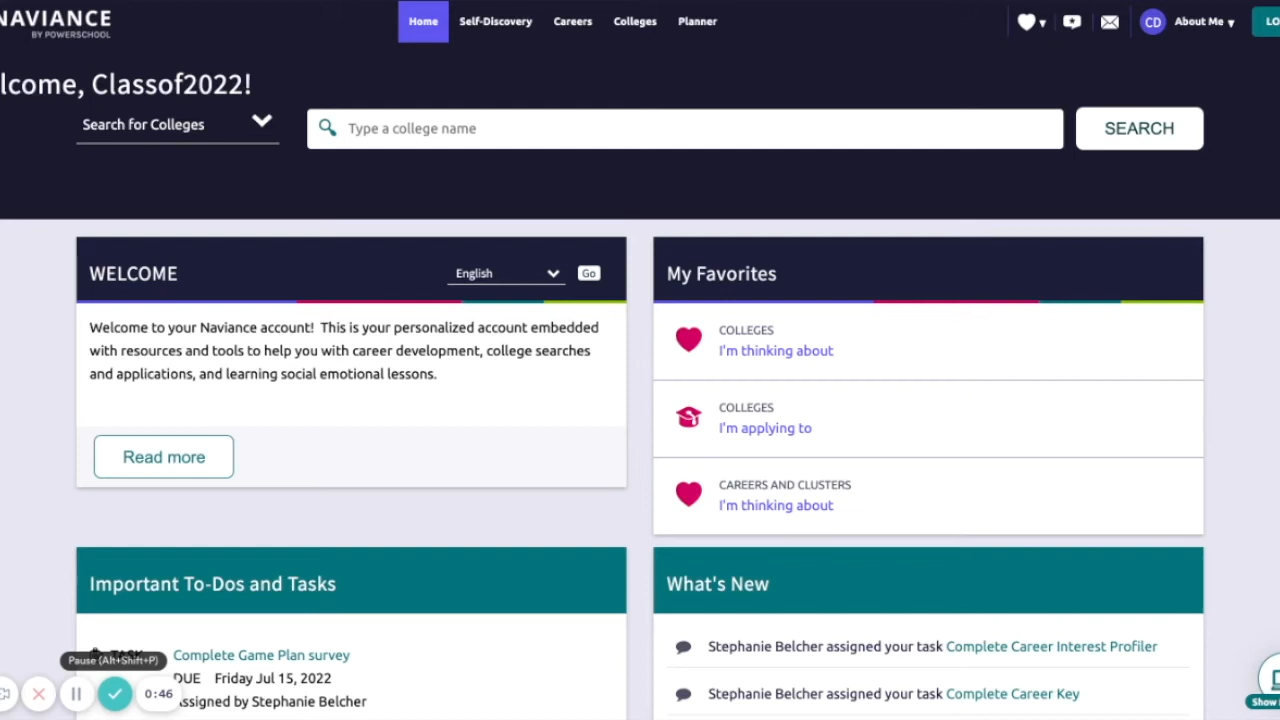 NAVIANCE
BY POWERSCHOOL
Home
Self-Discovery
Careers
Colleges
Planner
CD
About Me
LO
lcome, Classof2022!
Search for Colleges
Type a college name
SEARCH
WELCOME
English
Go
Welcome to your Naviance account! This is your personalized account embedded
with resources and tools to help you with career development, college searches
and applications, and learning social emotional lessons.
Read more
My Favorites
COLLEGES
I'm thinking about
COLLEGES
I'm applying to
CAREERS AND CLUSTERS
I'm thinking about
Important To-Dos and Tasks
TASK
Complete Game Plan survey
DUE Friday Jul 15, 2022
Assigned by Stephanie Belcher
Pause (Alt+Shift+P)
0:46
What's New
Stephanie Belcher assigned your task Complete Career Interest Profiler
Stephanie Belcher assigned your task Complete Career Key
Show